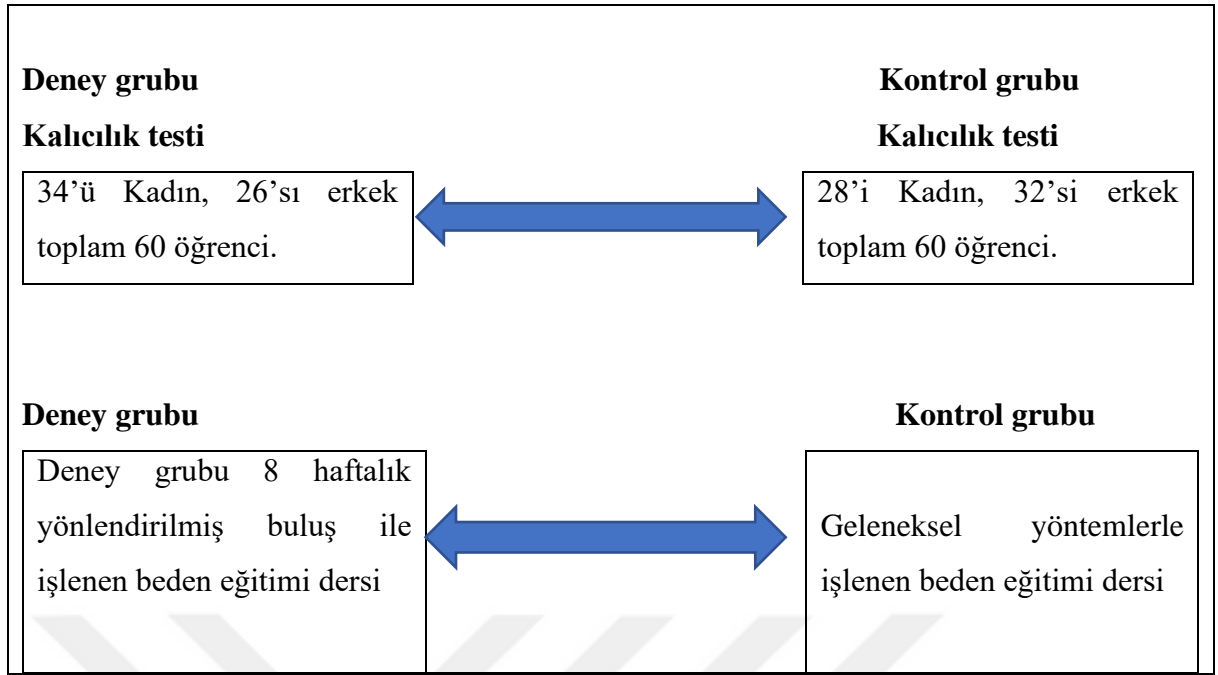 Deney grubu
Kontrol grubu
Kalıcılık testi
Kalıcılık testi
34’ü Kadın, 26’sı erkek
toplam 60 öğrenci.
28’i Kadın, 32’si erkek
toplam 60 öğrenci.
Deney grubu
Kontrol grubu
Deney grubu 8 haftalık
yönlendirilmiş buluş ile
işlenen beden eğitimi dersi
Geleneksel yöntemlerle
işlenen beden eğitimi dersi